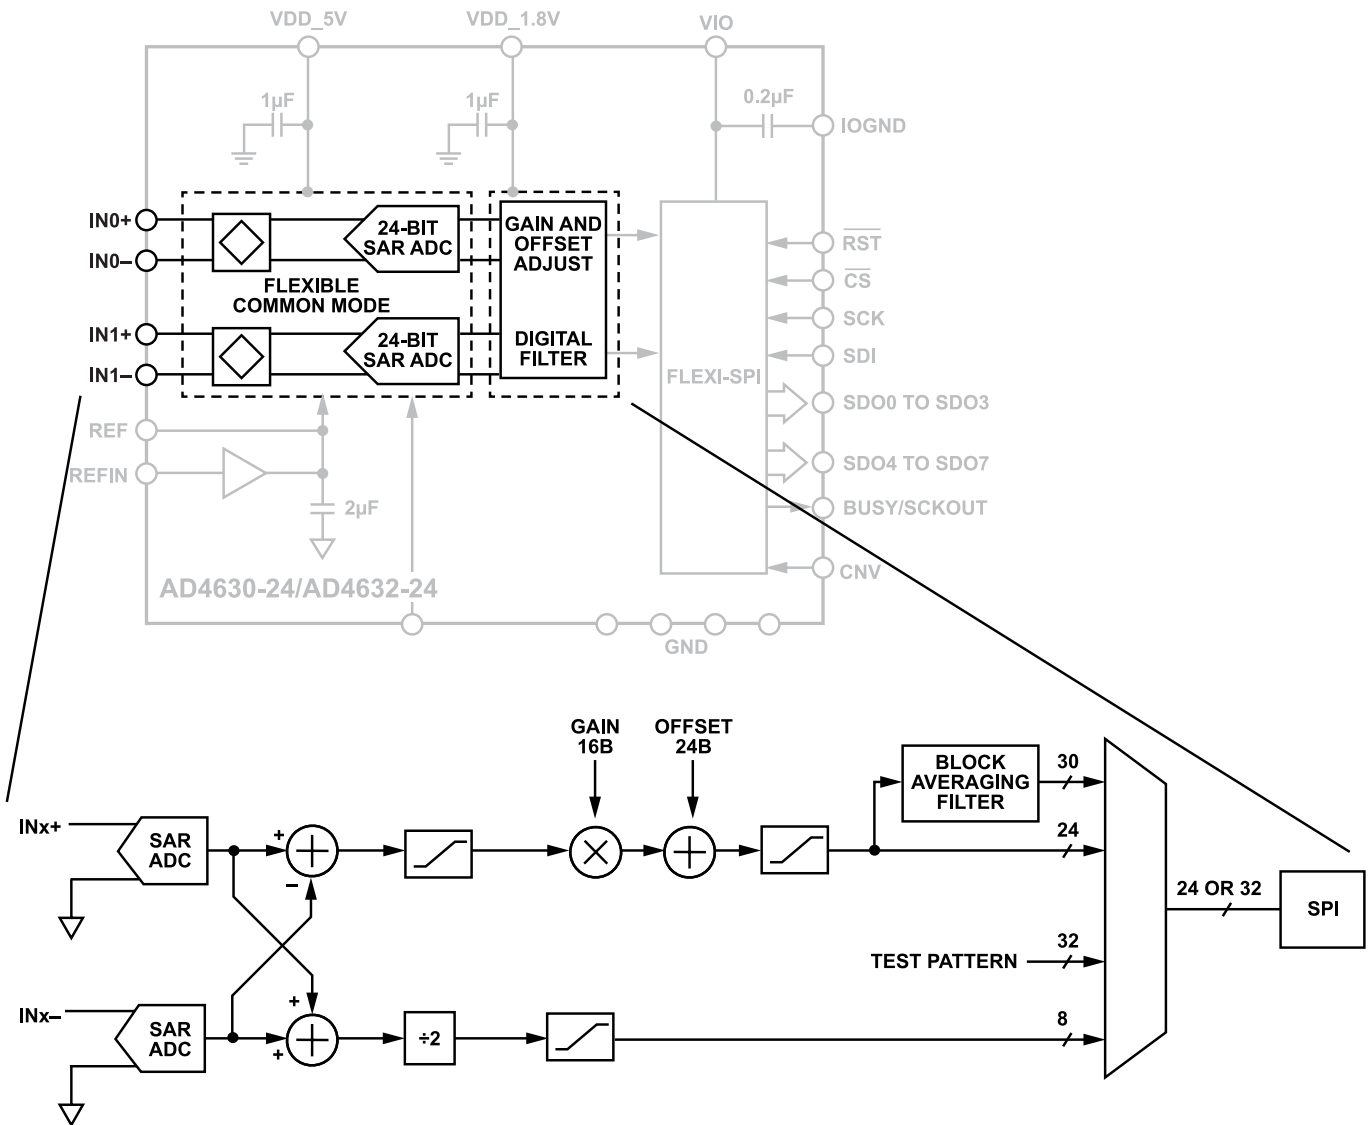 VDD_5V
VDD_1.8V
VIO
1µF
1µF
0.2µF
IOGND
IN0+
IN0–
24-BIT
SAR ADC
GAIN AND
OFFSET
ADJUST
FLEXIBLE
COMMON MODE
IN1+
IN1–
24-BIT
SAR ADC
DIGITAL
FILTER
FLEXI-SPI
RST
CS
SCK
SDI
SDO0 TO SDO3
SDO4 TO SDO7
BUSY/SCKOUT
CNV
REF
REFIN
2µF
AD4630-24/AD4632-24
GND
GAIN
16B
OFFSET
24B
BLOCK
AVERAGING
FILTER
30
INx+
SAR
ADC
+
–
24
24 OR 32
SPI
TEST PATTERN
32
INx–
SAR
ADC
+
+
÷2
8